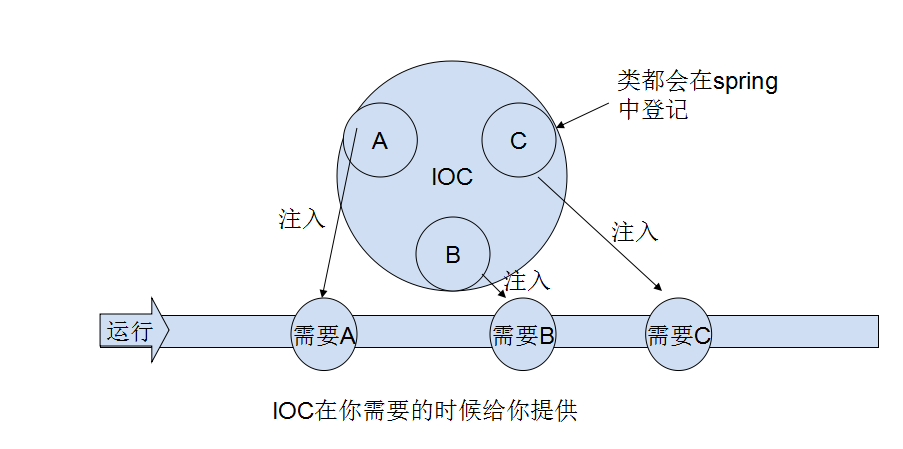 类都会在spring
中登记
A
C
IOC
B
注入
注入
注入
运行
需要A
需要B
需要C
IOC在你需要的时候给你提供